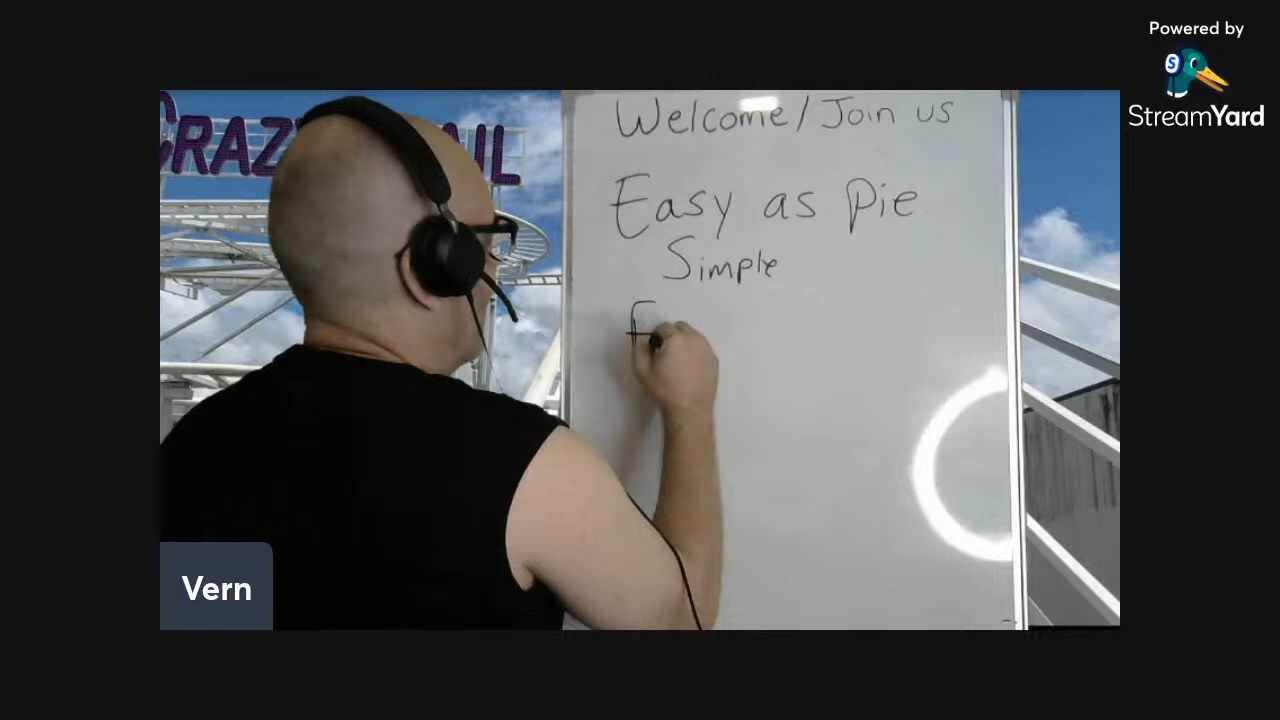 Powered by
StreamYard
Welcome/Join us
Easy as Pie
Simple
F
Vern